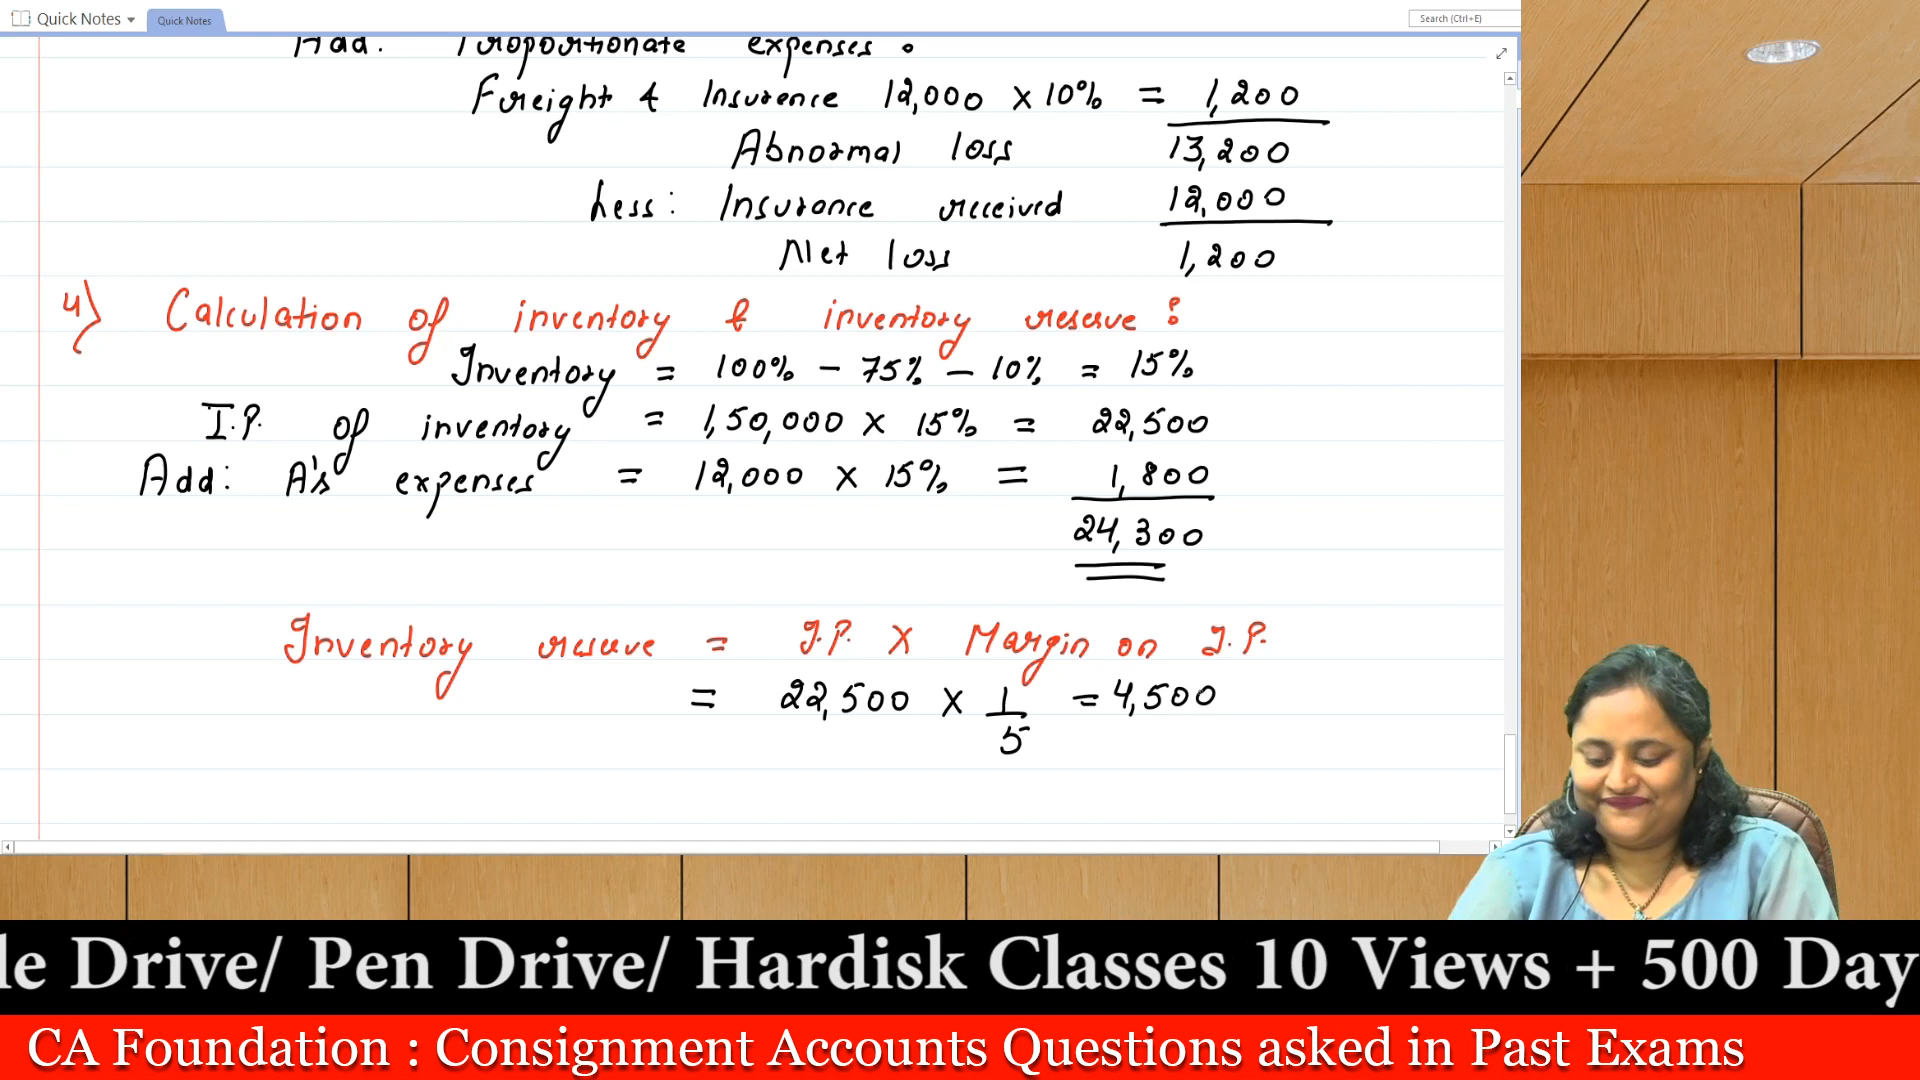 Quick Notes
Quick Notes
Search (Ctrl+E)
Add: Proportionate expenses :
Freight & Insurence 12,000 × 10% = 1,200
Abnormal loss 13,200
Less: Insurance received 12,000
Net loss 1,200
4) Calculation of inventory & inventory reserve :
Inventory = 100% - 75% - 10% = 15%
I.P. of inventory = 1,50,000 × 15% = 22,500
Add: A's expenses = 12,000 × 15% = 1,800
24,300
Inventory reserve = I.P. × Margin on I.P.
= 22,500 × 1/5 = 4,500
le Drive/ Pen Drive/ Hardisk Classes 10 Views + 500 Day
CA Foundation : Consignment Accounts Questions asked in Past Exams